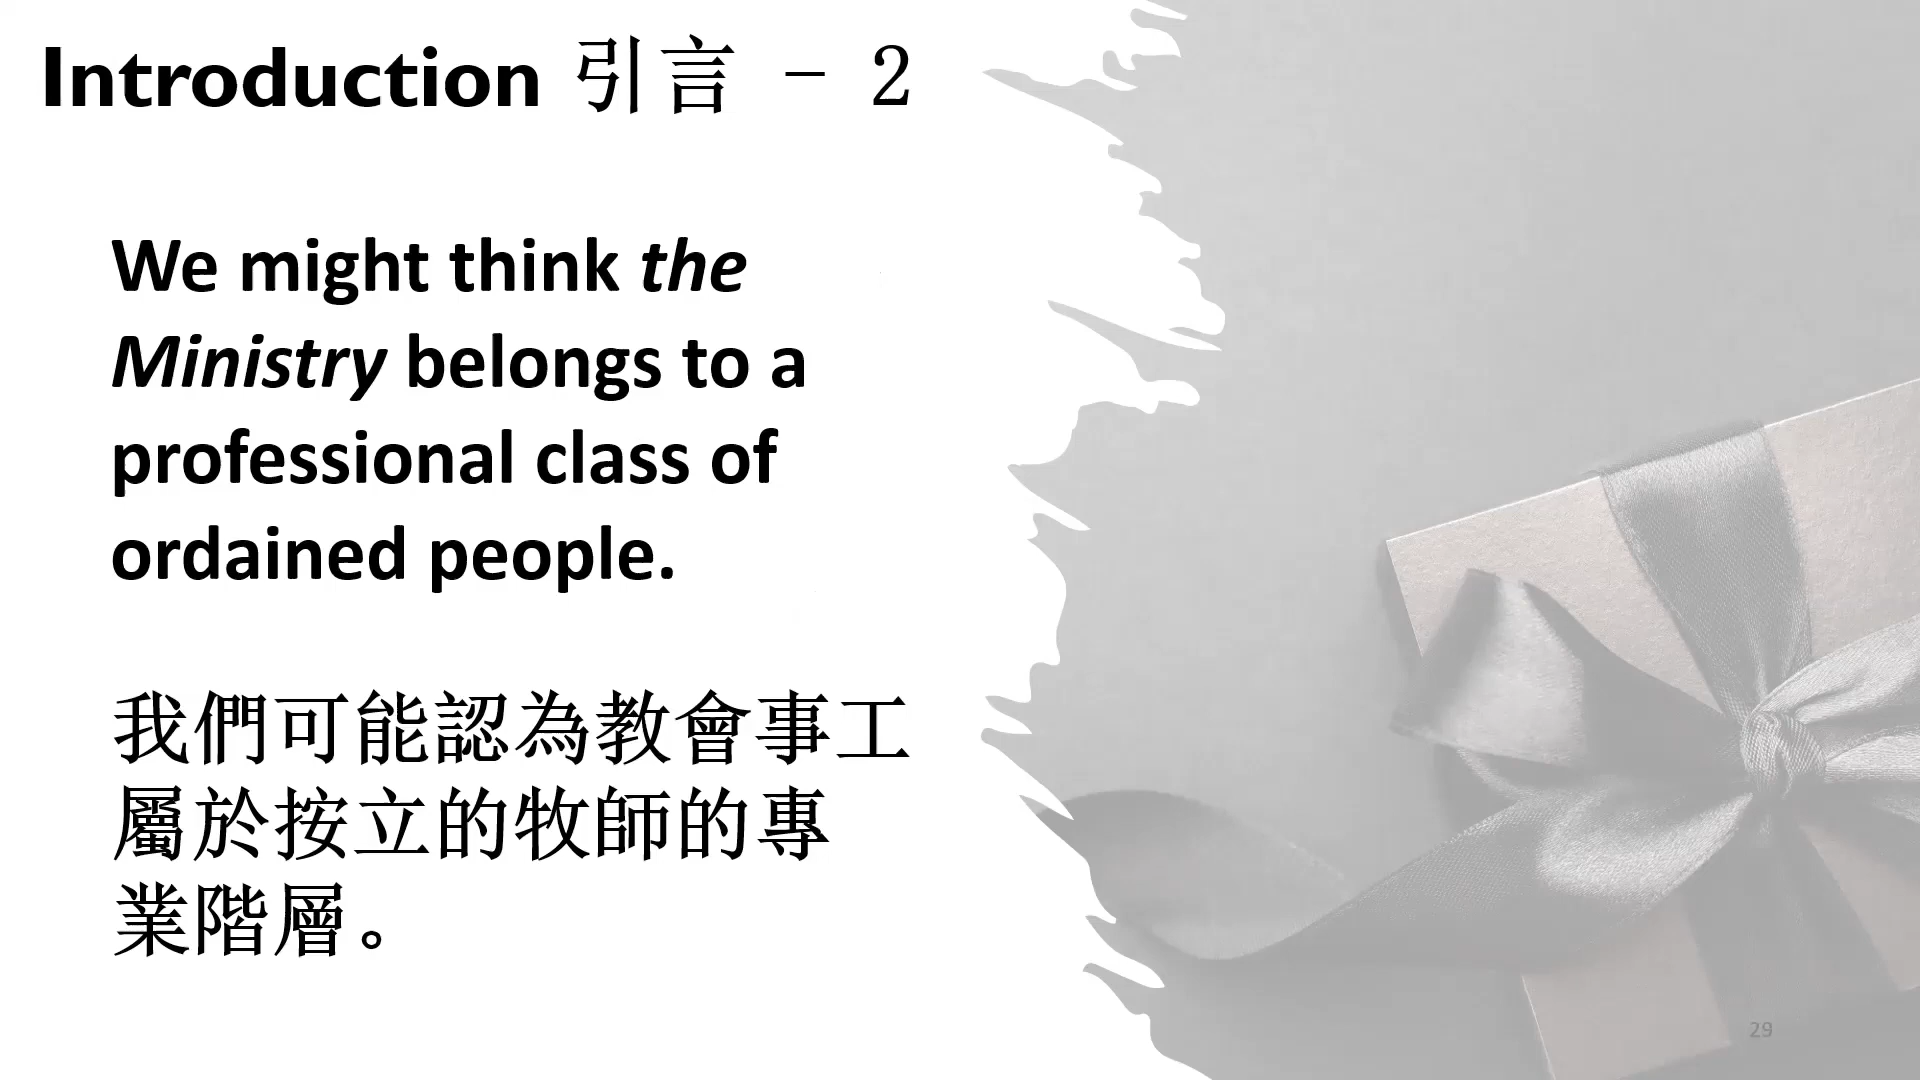 Introduction 引言 - 2
We might think the
Ministry belongs to a
professional class of
ordained people.
我們可能認為教會事工
屬於按立的牧師的專
業階層。
29